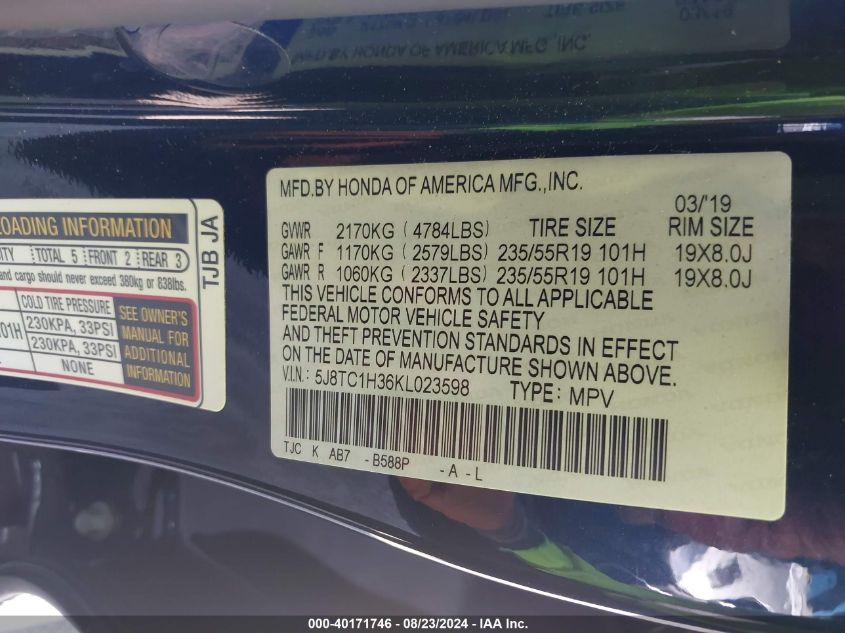 MFD.BY HONDA OF AMERICA MFG.,INC. 03/'19
GVWR 2170KG ( 4784LBS) TIRE SIZE RIM SIZE
GAWR F 1170KG ( 2579LBS) 235/55R19 101H 19X8.0J
GAWR R 1060KG ( 2337LBS) 235/55R19 101H 19X8.0J
THIS VEHICLE CONFORMS TO ALL APPLICABLE
FEDERAL MOTOR VEHICLE SAFETY
AND THEFT PREVENTION STANDARDS IN EFFECT
ON THE DATE OF MANUFACTURE SHOWN ABOVE.
V.I.N.: 5J8TC1H36KL023598 TYPE: MPV
TJC K AB7 -B588P -A -L
LOADING INFORMATION
TOTAL 5 FRONT 2 REAR 3
and cargo should never exceed 380kg or 838lbs.
COLD TIRE PRESSURE
230KPA, 33PSI
230KPA, 33PSI
NONE
SEE OWNER'S
MANUAL FOR
ADDITIONAL
INFORMATION
TJB JA
000-40171746 - 08/23/2024 - IAA Inc.